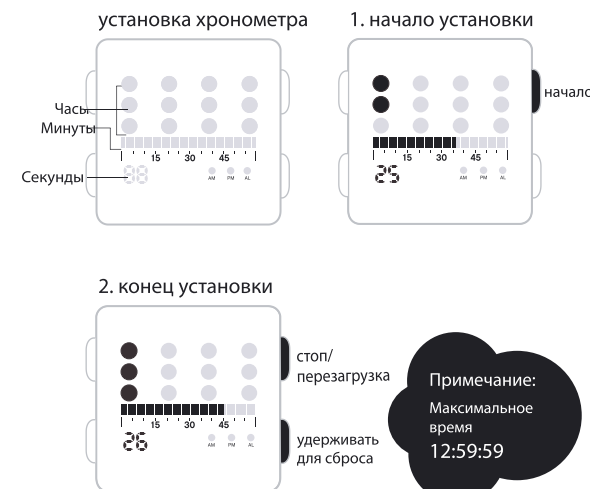 установка хронометра
Часы
Минуты
15 30 45
Секунды
58
AM PM AL
1. начало установки
начало
15 30 45
25
AM PM AL
2. конец установки
стоп/
перезагрузка
15 30 45
26
AM PM AL
удерживать
для сброса
Примечание:
Максимальное
время
12:59:59